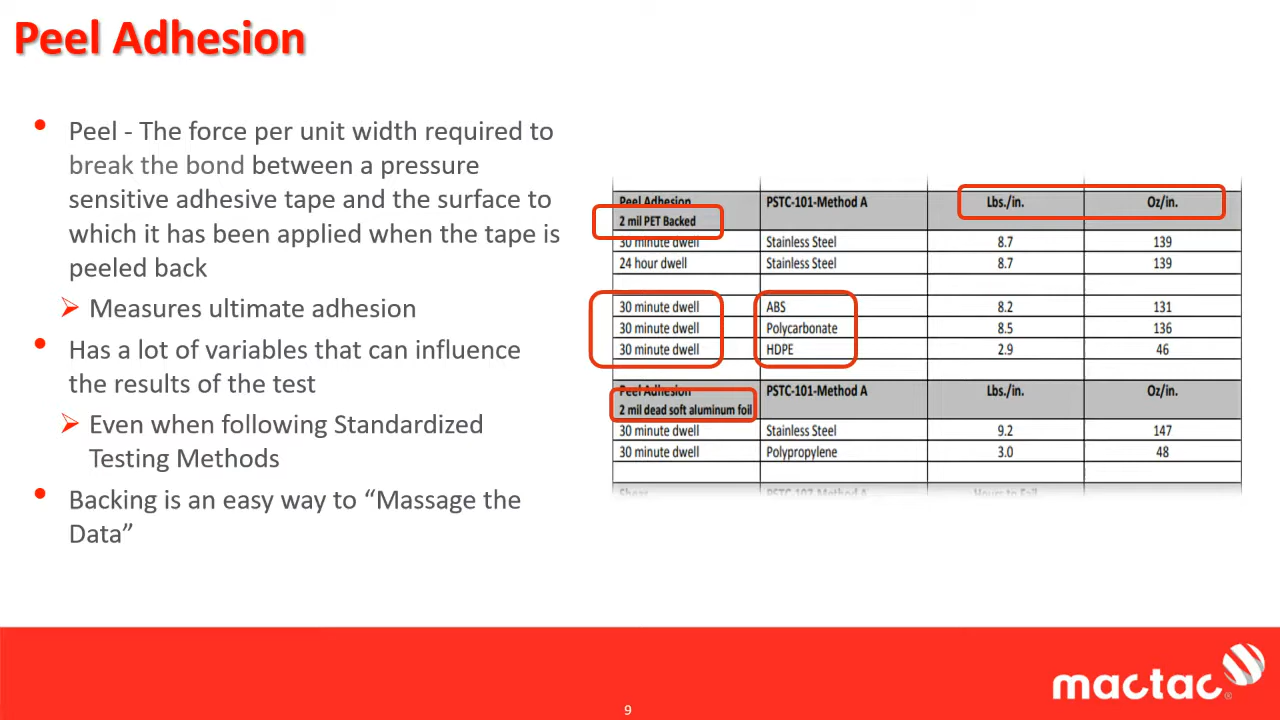 Peel Adhesion
• Peel - The force per unit width required to
break the bond between a pressure
sensitive adhesive tape and the surface to
which it has been applied when the tape is
peeled back
➢ Measures ultimate adhesion
• Has a lot of variables that can influence
the results of the test
➢ Even when following Standardized
Testing Methods
• Backing is an easy way to “Massage the
Data”
Peel Adhesion PSTC-101-Method A Lbs./in. Oz/in.
2 mil PET Backed
30 minute dwell Stainless Steel 8.7 139
24 hour dwell Stainless Steel 8.7 139
30 minute dwell ABS 8.2 131
30 minute dwell Polycarbonate 8.5 136
30 minute dwell HDPE 2.9 46
Peel Adhesion PSTC-101-Method A Lbs./in. Oz/in.
2 mil dead soft aluminum foil
30 minute dwell Stainless Steel 9.2 147
30 minute dwell Polypropylene 3.0 48
Shear PSTC-107-Method A Hours to Fail
mactac®
9